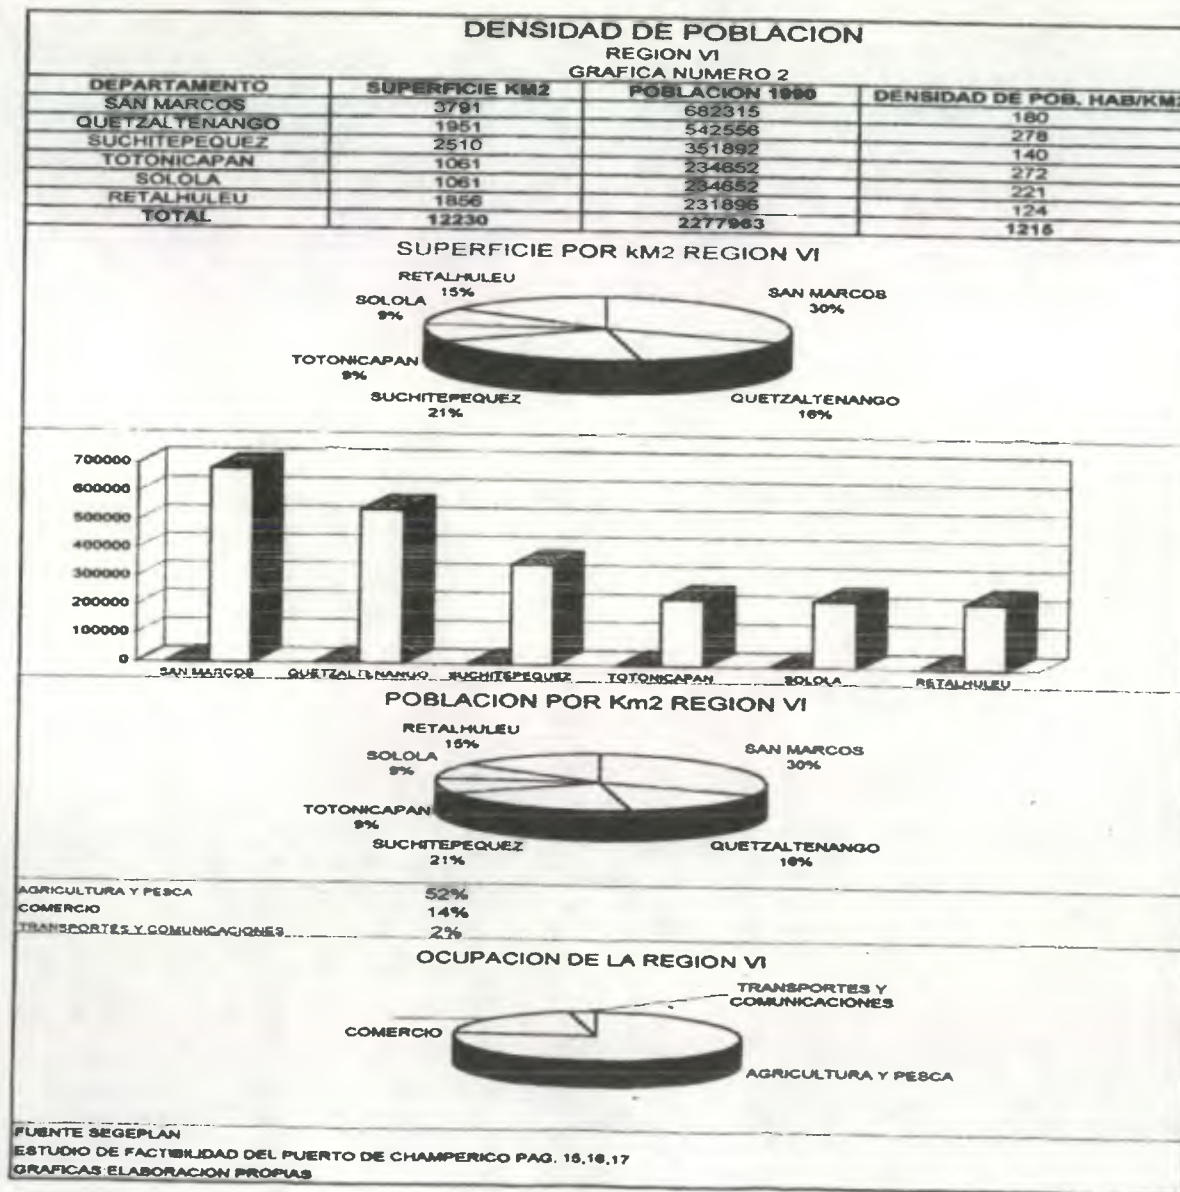 DENSIDAD DE POBLACION
REGION VI
GRAFICA NUMERO 2
DEPARTAMENTO SUPERFICIE KM2 POBLACION 1990 DENSIDAD DE POB. HAB/KM2
SAN MARCOS 3791 682315 180
QUETZALTENANGO 1951 542556 278
SUCHITEPEQUEZ 2510 351892 140
TOTONICAPAN 1061 234652 272
SOLOLA 1061 234652 221
RETALHULEU 1856 231896 124
TOTAL 12230 2277963 1215
SUPERFICIE POR kM2 REGION VI
RETALHULEU
15%
SAN MARCOS
30%
SOLOLA
9%
TOTONICAPAN
9%
SUCHITEPEQUEZ
21%
QUETZALTENANGO
16%
700000
600000
500000
400000
300000
200000
100000
0
SAN MARCOS QUETZALTENANGO SUCHITEPEQUEZ TOTONICAPAN SOLOLA RETALHULEU
POBLACION POR Km2 REGION VI
RETALHULEU
15%
SAN MARCOS
30%
SOLOLA
9%
TOTONICAPAN
9%
SUCHITEPEQUEZ
21%
QUETZALTENANGO
16%
AGRICULTURA Y PESCA 52%
COMERCIO 14%
TRANSPORTES Y COMUNICACIONES 2%
OCUPACION DE LA REGION VI
TRANSPORTES Y
COMUNICACIONES
COMERCIO
AGRICULTURA Y PESCA
FUENTE SEGEPLAN
ESTUDIO DE FACTIBILIDAD DEL PUERTO DE CHAMPERICO PAG. 15,16,17
GRAFICAS ELABORACION PROPIAS